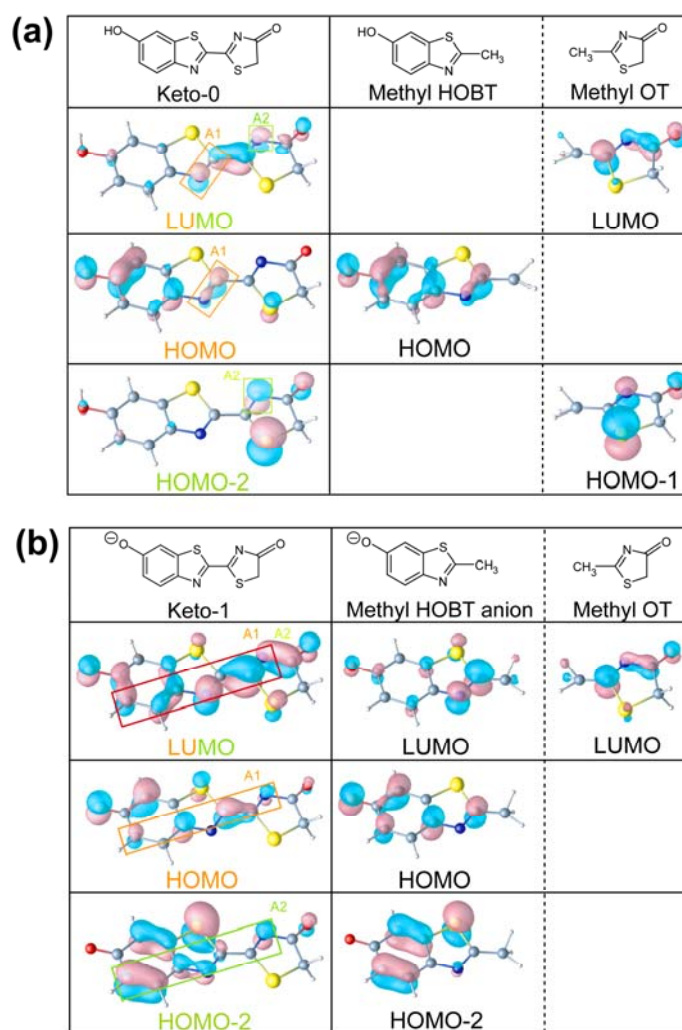 (a)
HO
S
N
N
S
O
Keto-0
HO
S
N
CH3
Methyl HOBT
CH3
N
S
O
Methyl OT
A1
A2
LUMO
LUMO
A1
HOMO
HOMO
A2
HOMO-2
HOMO-1
(b)
⊖O
S
N
N
S
O
Keto-1
⊖O
S
N
CH3
Methyl HOBT anion
CH3
N
S
O
Methyl OT
A1 A2
LUMO
LUMO
LUMO
A1
HOMO
HOMO
A2
HOMO-2
HOMO-2